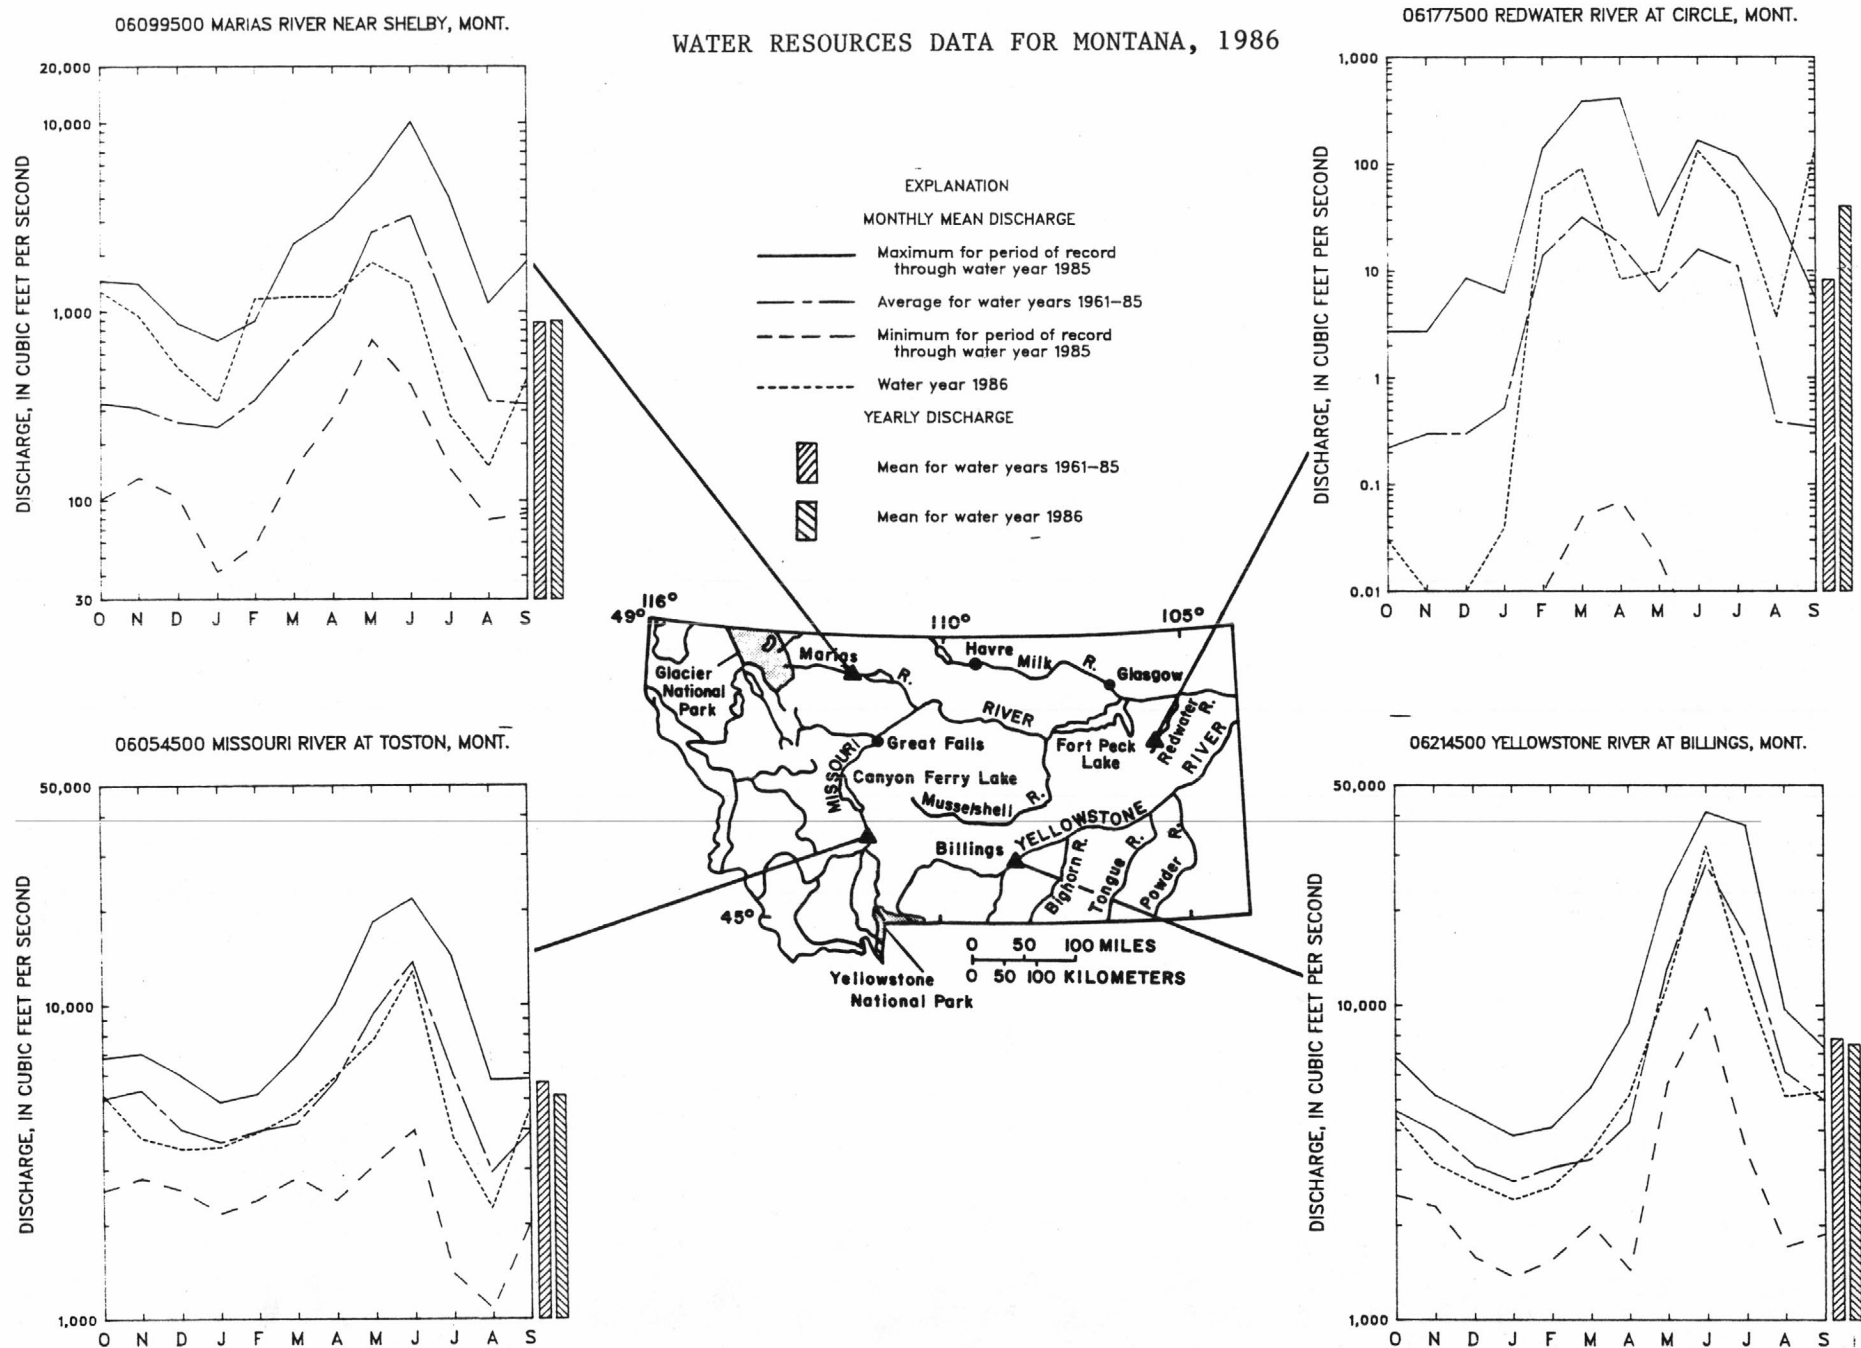 WATER RESOURCES DATA FOR MONTANA, 1986
06099500 MARIAS RIVER NEAR SHELBY, MONT.
DISCHARGE, IN CUBIC FEET PER SECOND
20,000
10,000
1,000
100
30
O N D J F M A M J J A S
06177500 REDWATER RIVER AT CIRCLE, MONT.
DISCHARGE, IN CUBIC FEET PER SECOND
1,000
100
10
1
0.1
0.01
O N D J F M A M J J A S
EXPLANATION
MONTHLY MEAN DISCHARGE
Maximum for period of record
through water year 1985
Average for water years 1961-85
Minimum for period of record
through water year 1985
Water year 1986
YEARLY DISCHARGE
Mean for water years 1961-85
Mean for water year 1986
116°
49°
110°
105°
45°
Glacier
National
Park
Marias
R.
Havre
Milk R.
Glasgow
MISSOURI
RIVER
Great Falls
Fort Peck
Lake
Redwater R.
Canyon Ferry Lake
Musselshell R.
YELLOWSTONE
RIVER
Billings
Bighorn R.
Tongue R.
Powder R.
Yellowstone
National Park
0 50 100 MILES
0 50 100 KILOMETERS
06054500 MISSOURI RIVER AT TOSTON, MONT.
DISCHARGE, IN CUBIC FEET PER SECOND
50,000
10,000
1,000
O N D J F M A M J J A S
06214500 YELLOWSTONE RIVER AT BILLINGS, MONT.
DISCHARGE, IN CUBIC FEET PER SECOND
50,000
10,000
1,000
O N D J F M A M J J A S